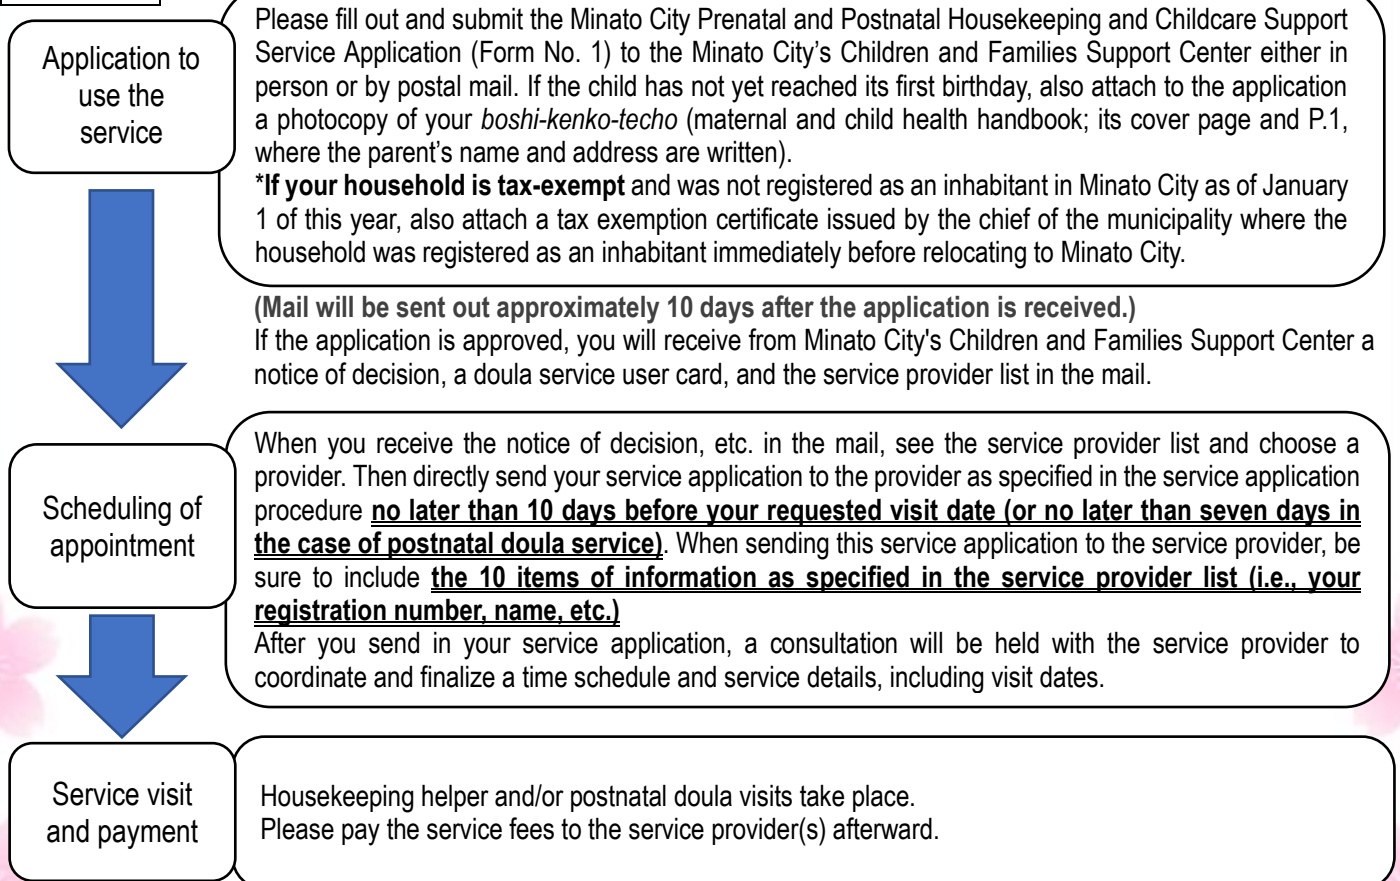 Application to
use the
service
Please fill out and submit the Minato City Prenatal and Postnatal Housekeeping and Childcare Support
Service Application (Form No. 1) to the Minato City’s Children and Families Support Center either in
person or by postal mail. If the child has not yet reached its first birthday, also attach to the application
a photocopy of your boshi-kenko-techo (maternal and child health handbook; its cover page and P.1,
where the parent’s name and address are written).
*If your household is tax-exempt and was not registered as an inhabitant in Minato City as of January
1 of this year, also attach a tax exemption certificate issued by the chief of the municipality where the
household was registered as an inhabitant immediately before relocating to Minato City.
(Mail will be sent out approximately 10 days after the application is received.)
If the application is approved, you will receive from Minato City's Children and Families Support Center a
notice of decision, a doula service user card, and the service provider list in the mail.
Scheduling of
appointment
When you receive the notice of decision, etc. in the mail, see the service provider list and choose a
provider. Then directly send your service application to the provider as specified in the service application
procedure no later than 10 days before your requested visit date (or no later than seven days in
the case of postnatal doula service). When sending this service application to the service provider, be
sure to include the 10 items of information as specified in the service provider list (i.e., your
registration number, name, etc.)
After you send in your service application, a consultation will be held with the service provider to
coordinate and finalize a time schedule and service details, including visit dates.
Service visit
and payment
Housekeeping helper and/or postnatal doula visits take place.
Please pay the service fees to the service provider(s) afterward.